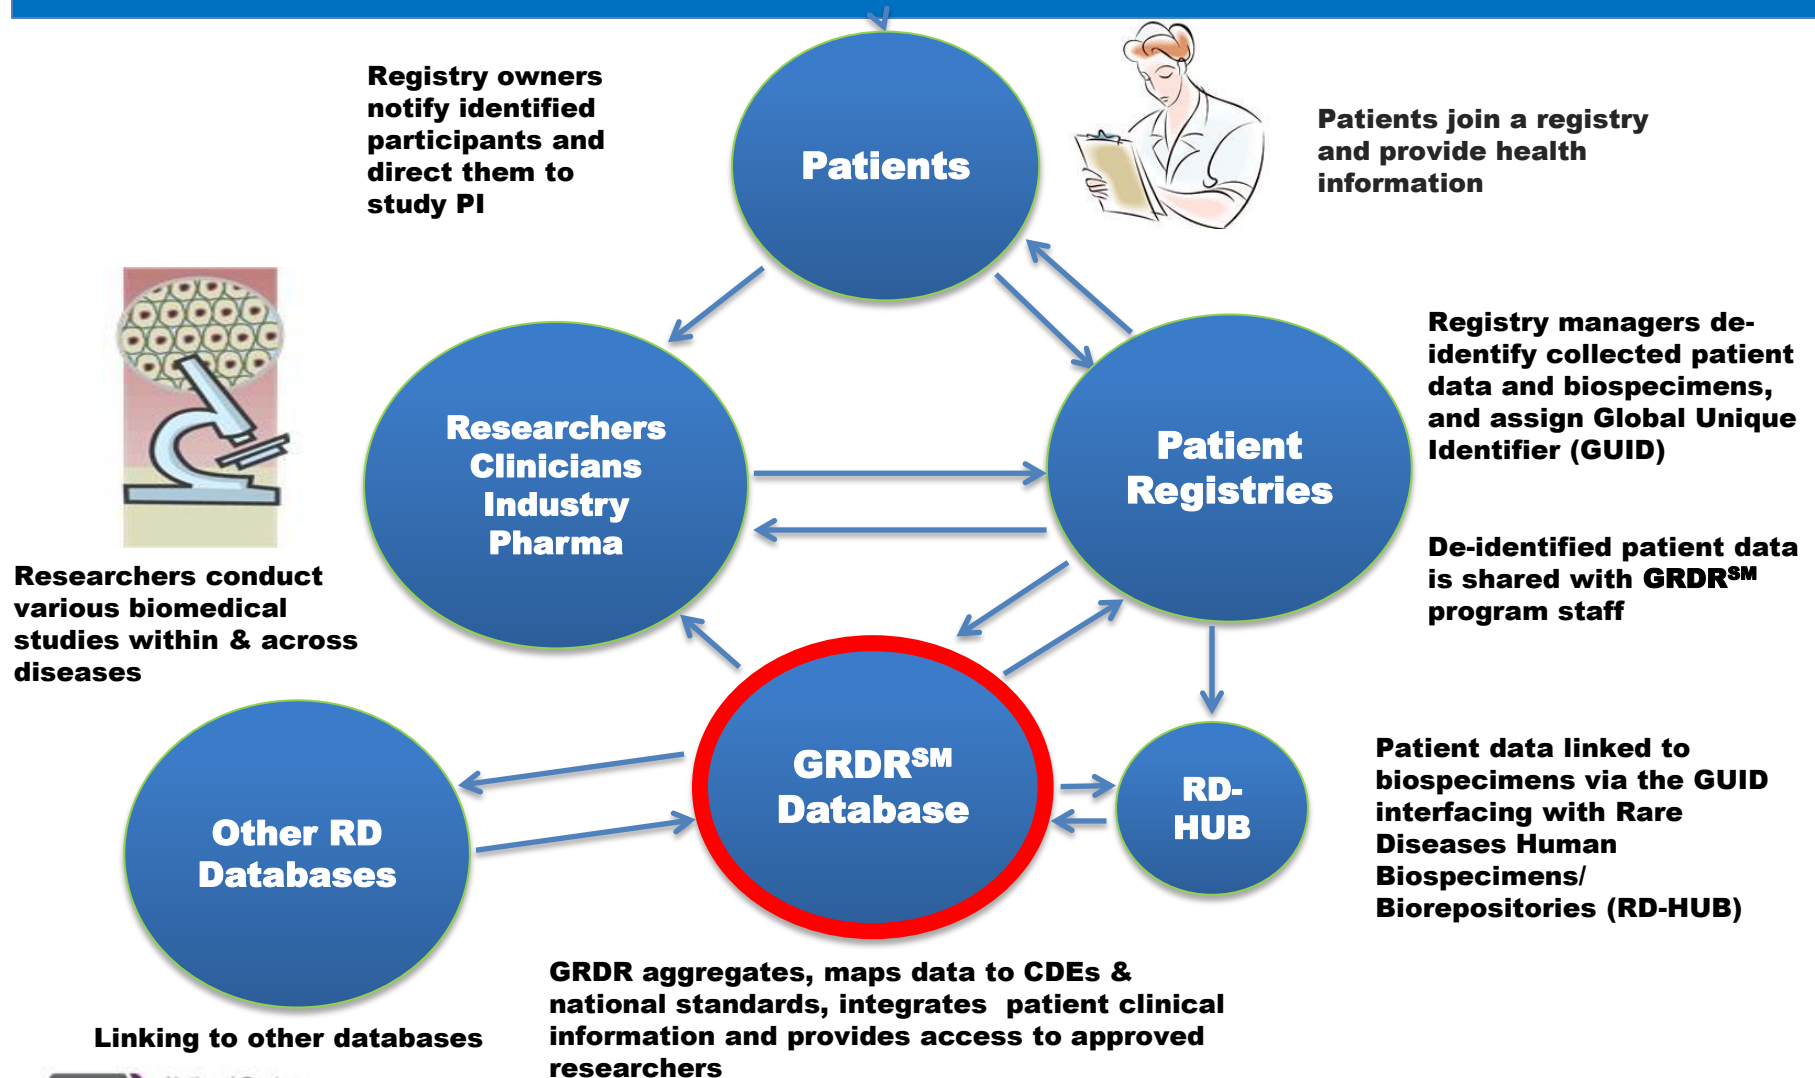 Registry owners
notify identified
participants and
direct them to
study PI
Patients
Patients join a registry
and provide health
information
Researchers
Clinicians
Industry
Pharma
Patient
Registries
Registry managers de-
identify collected patient
data and biospecimens,
and assign Global Unique
Identifier (GUID)
De-identified patient data
is shared with GRDR℠
program staff
Researchers conduct
various biomedical
studies within & across
diseases
Other RD
Databases
GRDR℠
Database
RD-
HUB
Patient data linked to
biospecimens via the GUID
interfacing with Rare
Diseases Human
Biospecimens/
Biorepositories (RD-HUB)
Linking to other databases
GRDR aggregates, maps data to CDEs &
national standards, integrates patient clinical
information and provides access to approved
researchers